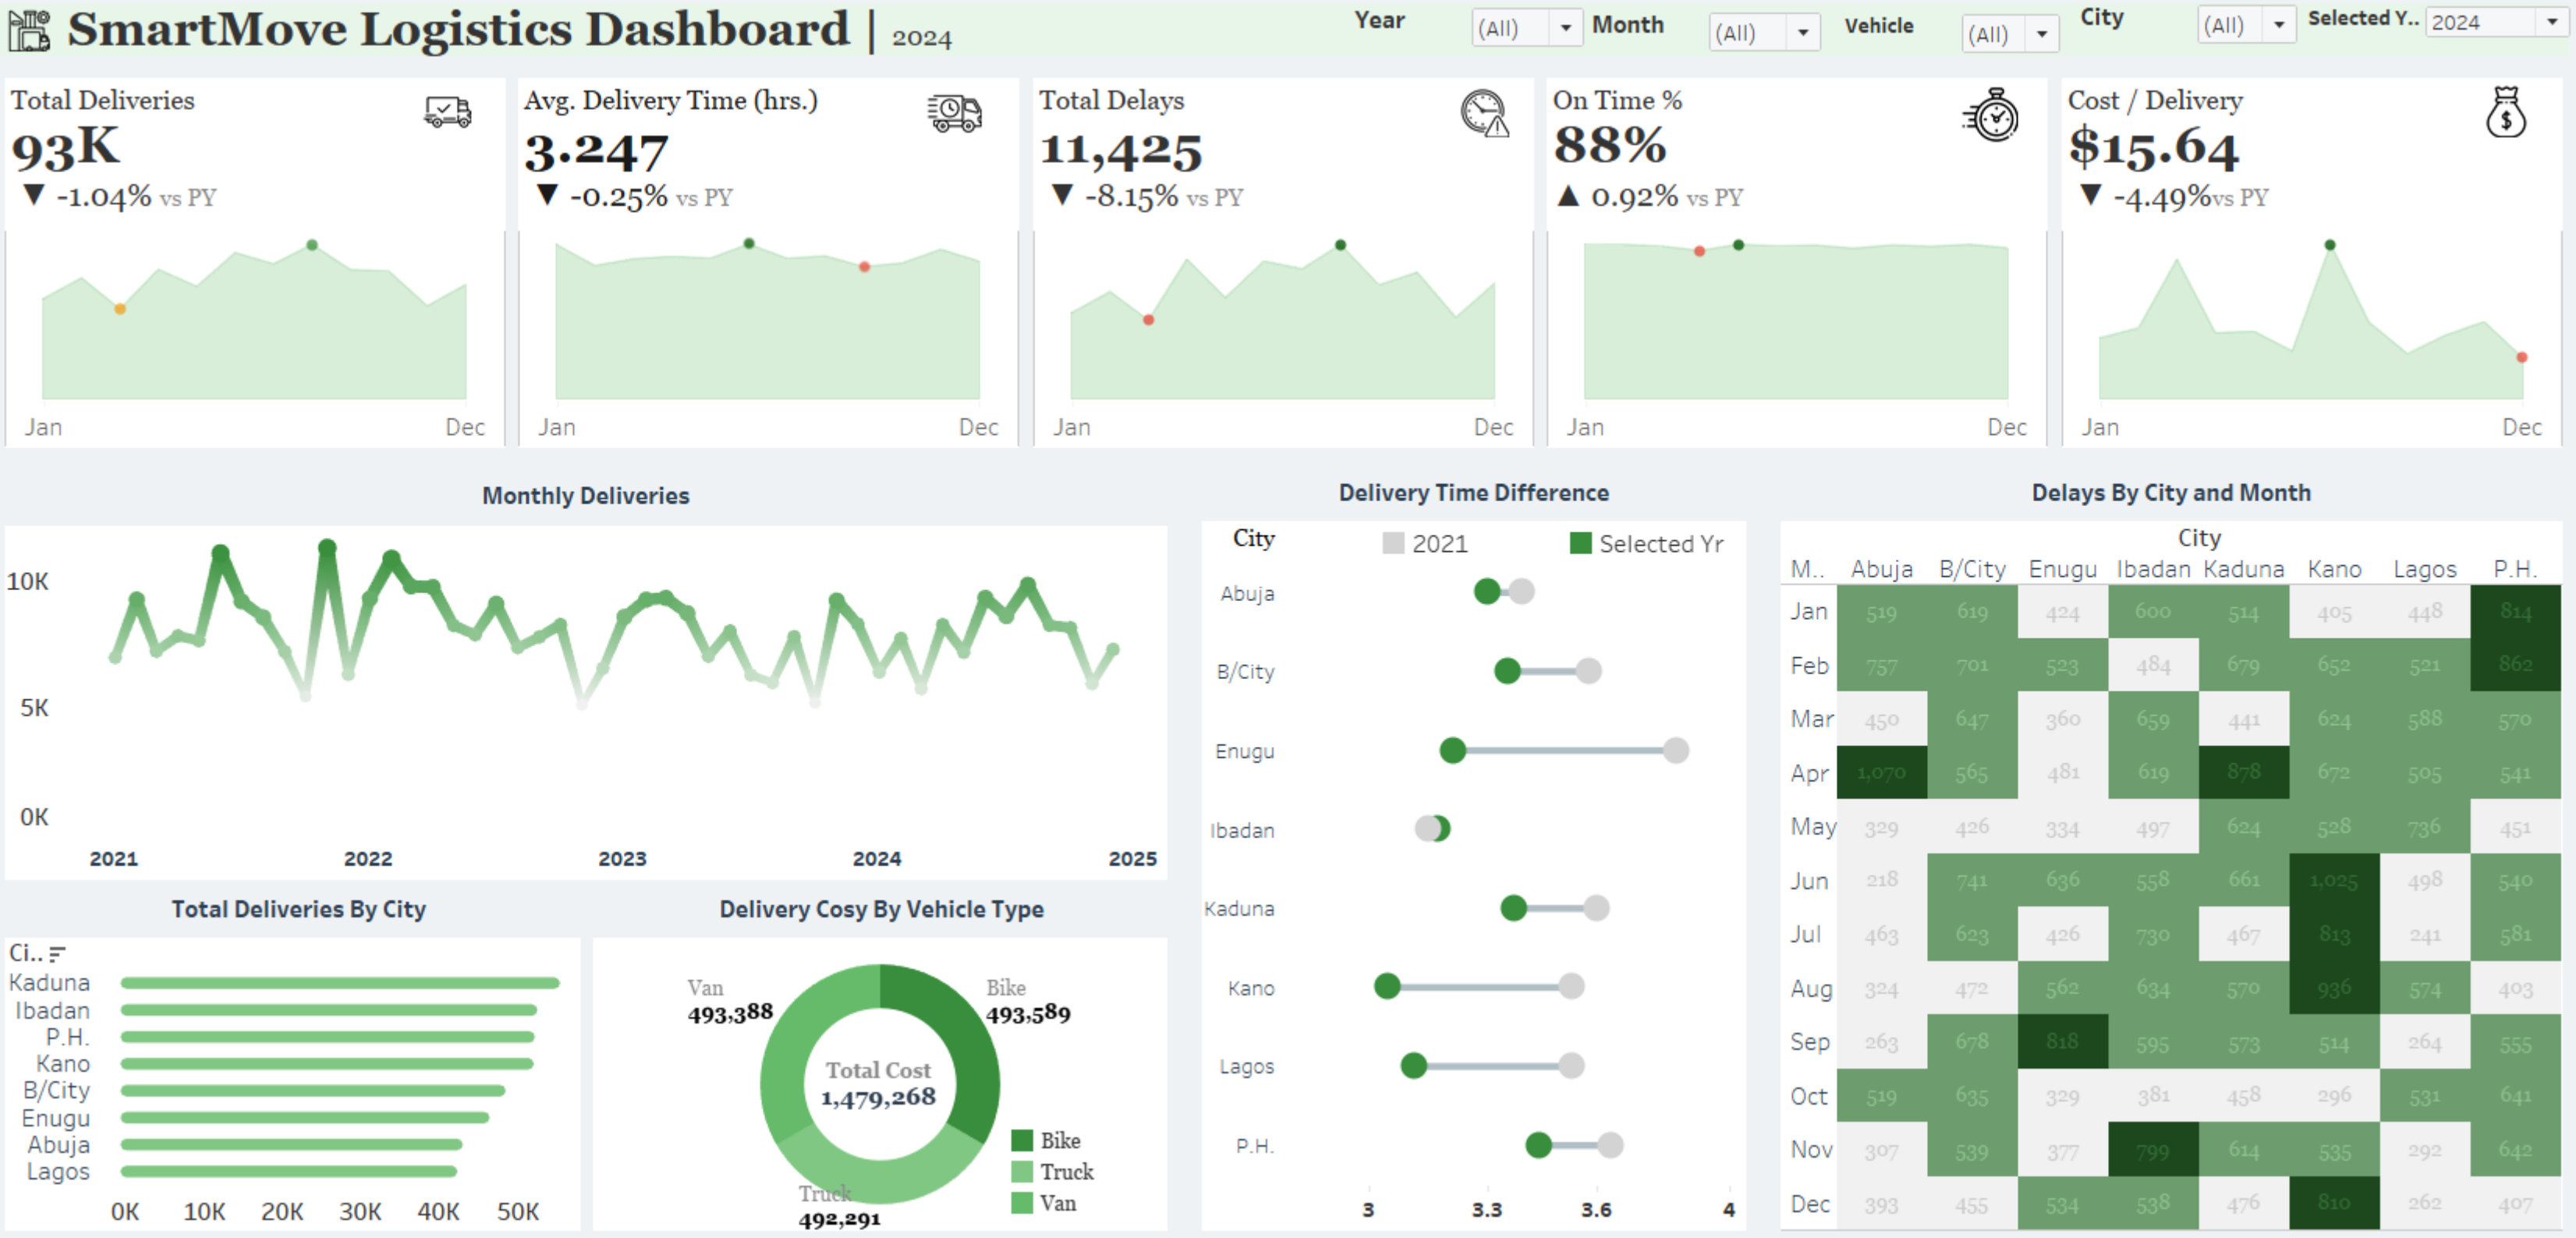 SmartMove Logistics Dashboard | 2024
Year (All) Month (All) Vehicle (All) City (All) Selected Y.. 2024
Total Deliveries
93K
▼ -1.04% vs PY
Jan Dec
Avg. Delivery Time (hrs.)
3.247
▼ -0.25% vs PY
Jan Dec
Total Delays
11,425
▼ -8.15% vs PY
Jan Dec
On Time %
88%
▲ 0.92% vs PY
Jan Dec
Cost / Delivery
$15.64
▼ -4.49%vs PY
Jan Dec
Monthly Deliveries
10K
5K
0K
2021 2022 2023 2024 2025
Total Deliveries By City
Ci..
Kaduna
Ibadan
P.H.
Kano
B/City
Enugu
Abuja
Lagos
0K 10K 20K 30K 40K 50K
Delivery Cosy By Vehicle Type
Van
493,388
Bike
493,589
Total Cost
1,479,268
Truck
492,291
Bike
Truck
Van
Delivery Time Difference
City 2021 Selected Yr
Abuja
B/City
Enugu
Ibadan
Kaduna
Kano
Lagos
P.H.
3 3.3 3.6 4
Delays By City and Month
City
M.. Abuja B/City Enugu Ibadan Kaduna Kano Lagos P.H.
Jan 519 619 424 600 514 405 448 814
Feb 757 701 523 484 679 652 521 862
Mar 450 647 360 659 441 624 588 570
Apr 1,070 565 481 619 878 672 505 541
May 329 426 334 497 624 528 736 451
Jun 218 741 636 558 661 1,025 498 540
Jul 463 623 426 730 467 813 241 581
Aug 324 472 562 634 570 936 574 403
Sep 263 678 818 595 573 514 264 555
Oct 519 635 329 381 458 296 531 641
Nov 307 539 377 799 614 535 292 642
Dec 393 455 534 538 476 810 262 407